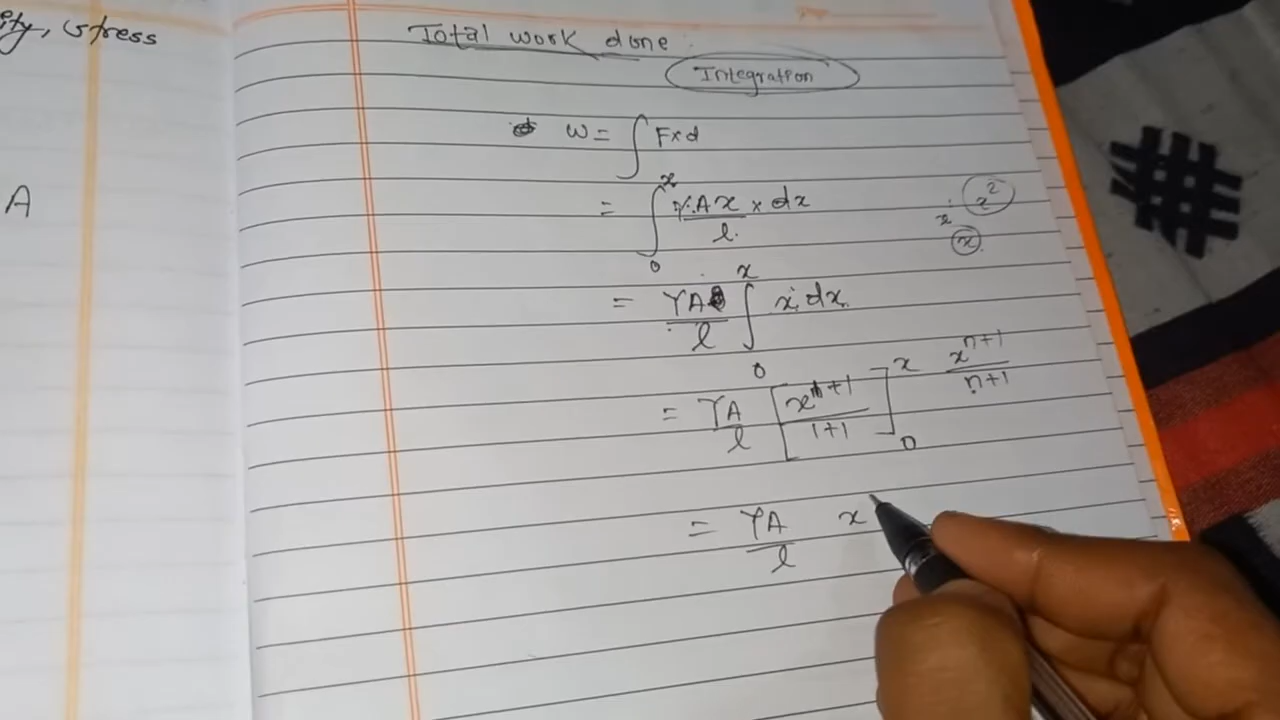 ity, stress
A
Total work done
Integration
W = ∫ F×d
= ∫₀ˣ Y.Ax/l. × dx
x x²
x
= YA/l ∫₀ˣ x dx
= YA/l [xⁿ⁺¹/1+1]₀ˣ xⁿ⁺¹/n+1
= YA/l x